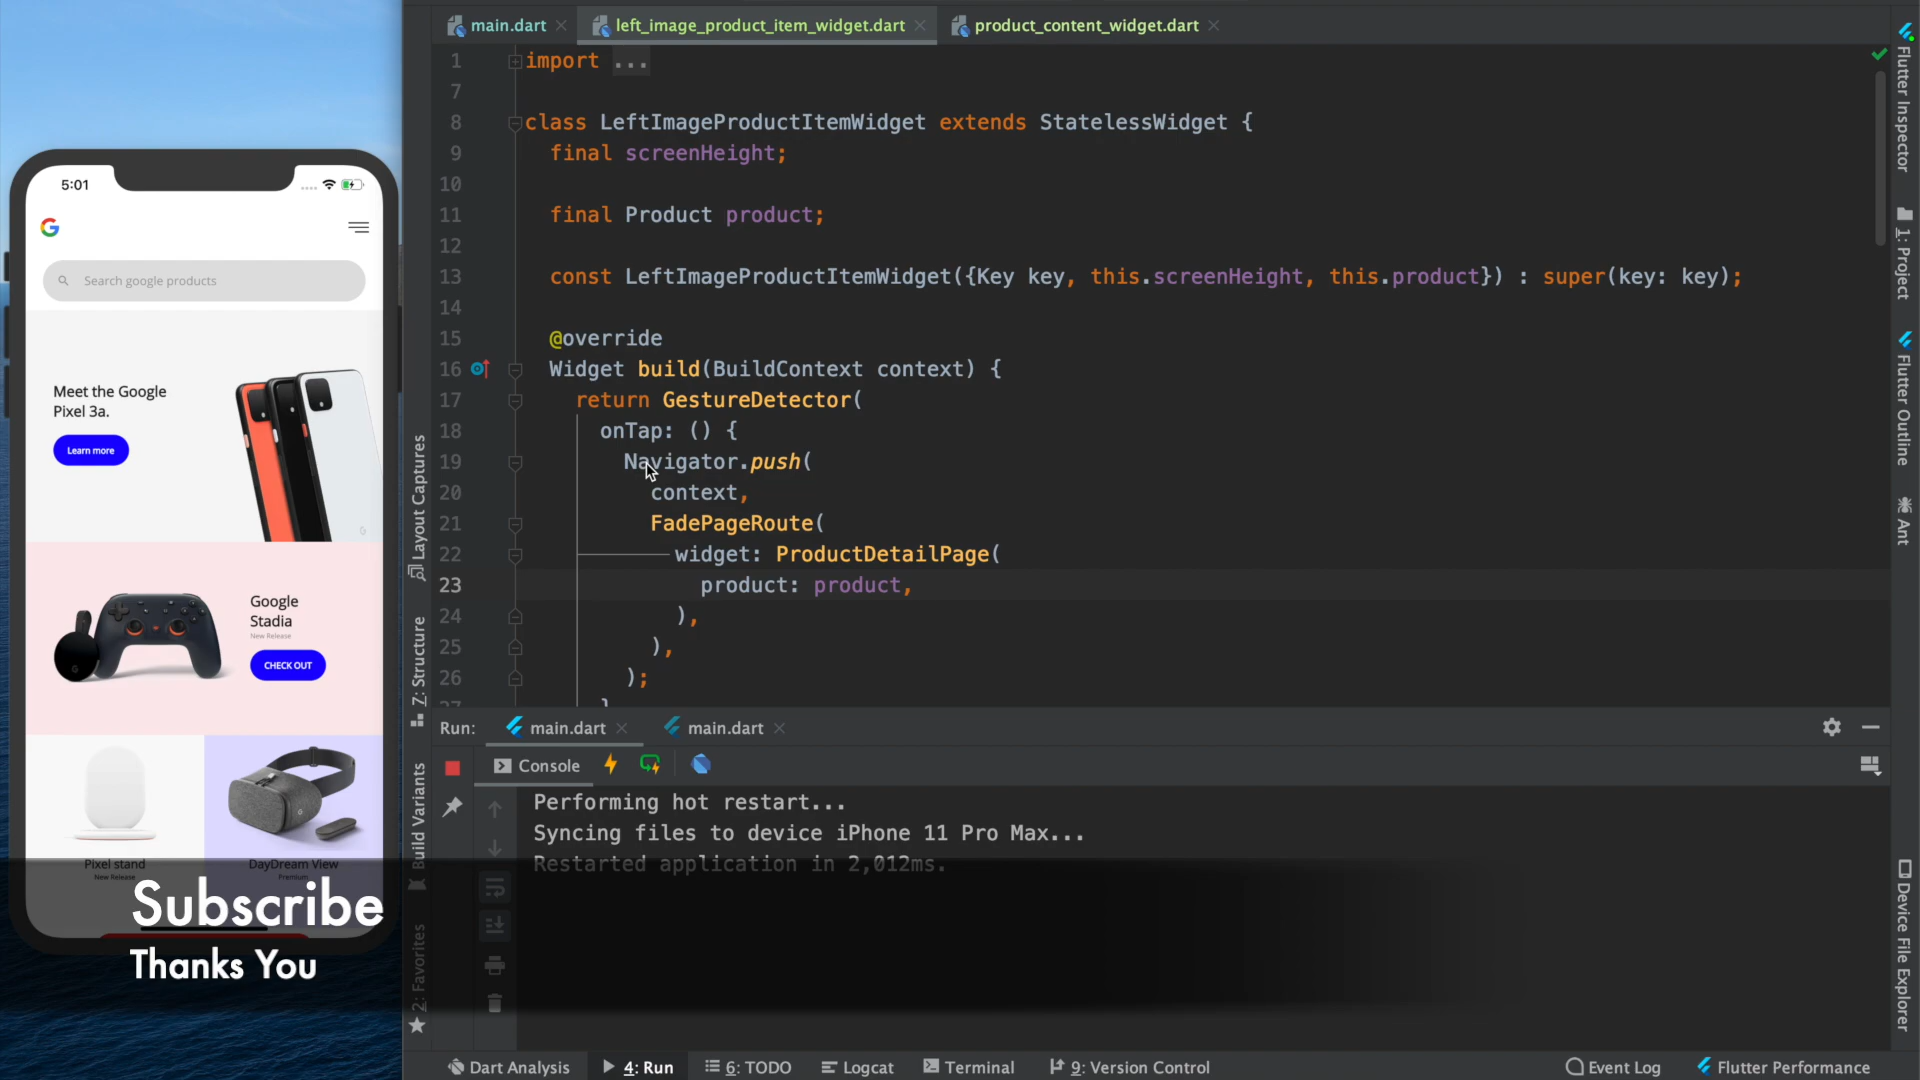 main.dart
left_image_product_item_widget.dart
product_content_widget.dart
1 import ...
7
8 class LeftImageProductItemWidget extends StatelessWidget {
9 final screenHeight;
10
11 final Product product;
12
13 const LeftImageProductItemWidget({Key key, this.screenHeight, this.product}) : super(key: key);
14
15 @override
16 Widget build(BuildContext context) {
17 return GestureDetector(
18 onTap: () {
19 Navigator.push(
20 context,
21 FadePageRoute(
22 widget: ProductDetailPage(
23 product: product,
24 ),
25 ),
26 );
27 }
5:01
G
Search google products
Meet the Google
Pixel 3a.
Learn more
Google
Stadia
New Release
CHECK OUT
Pixel stand
New Release
DayDream View
Premium
Subscribe
Thanks You
Layout Captures
Z: Structure
Build Variants
2: Favorites
Run:
main.dart
main.dart
Console
Performing hot restart...
Syncing files to device iPhone 11 Pro Max...
Restarted application in 2,012ms.
Flutter Inspector
1: Project
Flutter Outline
Ant
Device File Explorer
Dart Analysis
4: Run
6: TODO
Logcat
Terminal
9: Version Control
Event Log
Flutter Performance